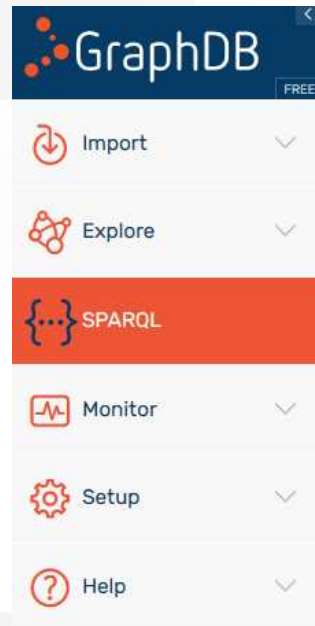 GraphDB
FREE
Import
Explore
{...} SPARQL
Monitor
Setup
? Help